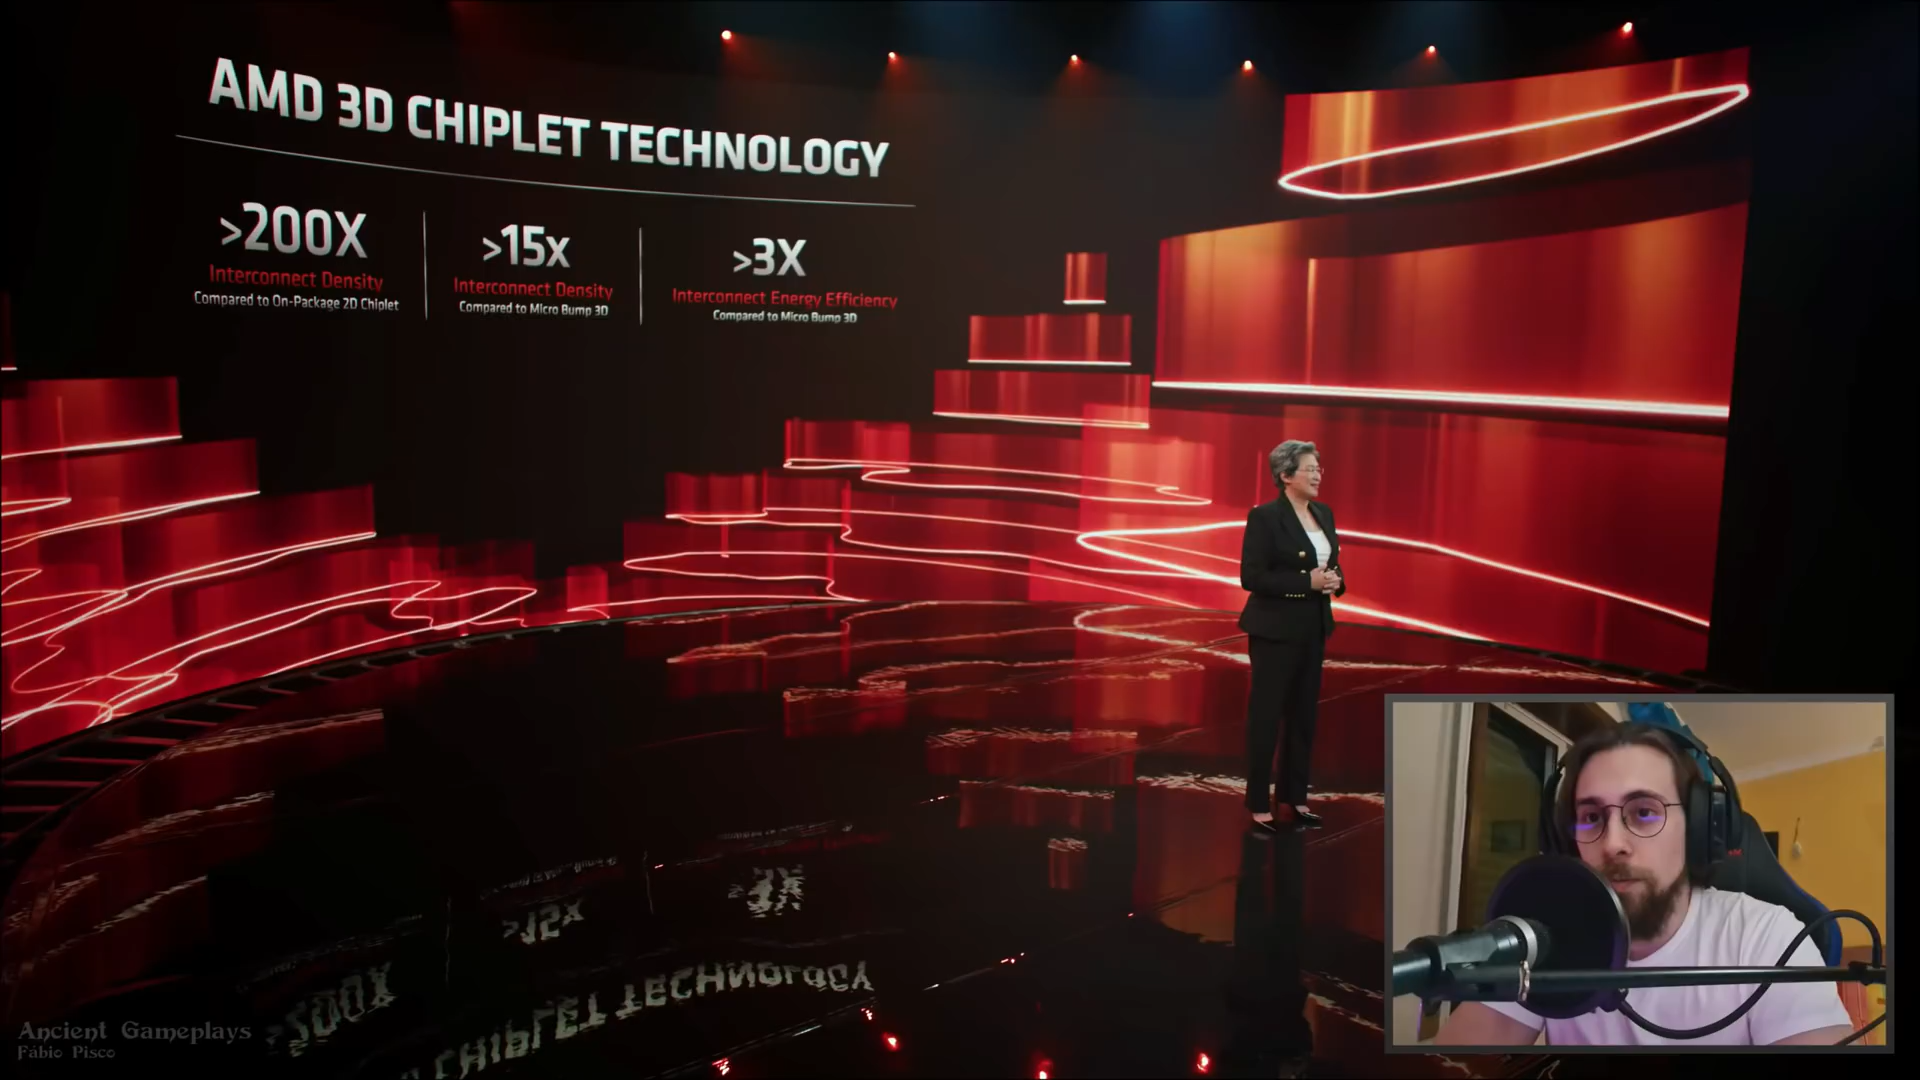 AMD 3D CHIPLET TECHNOLOGY
>200X
Interconnect Density
Compared to On-Package 2D Chiplet
>15X
Interconnect Density
Compared to Micro Bump 3D
>3X
Interconnect Energy Efficiency
Compared to Micro Bump 3D
Ancient Gameplays
Fábio Pisco